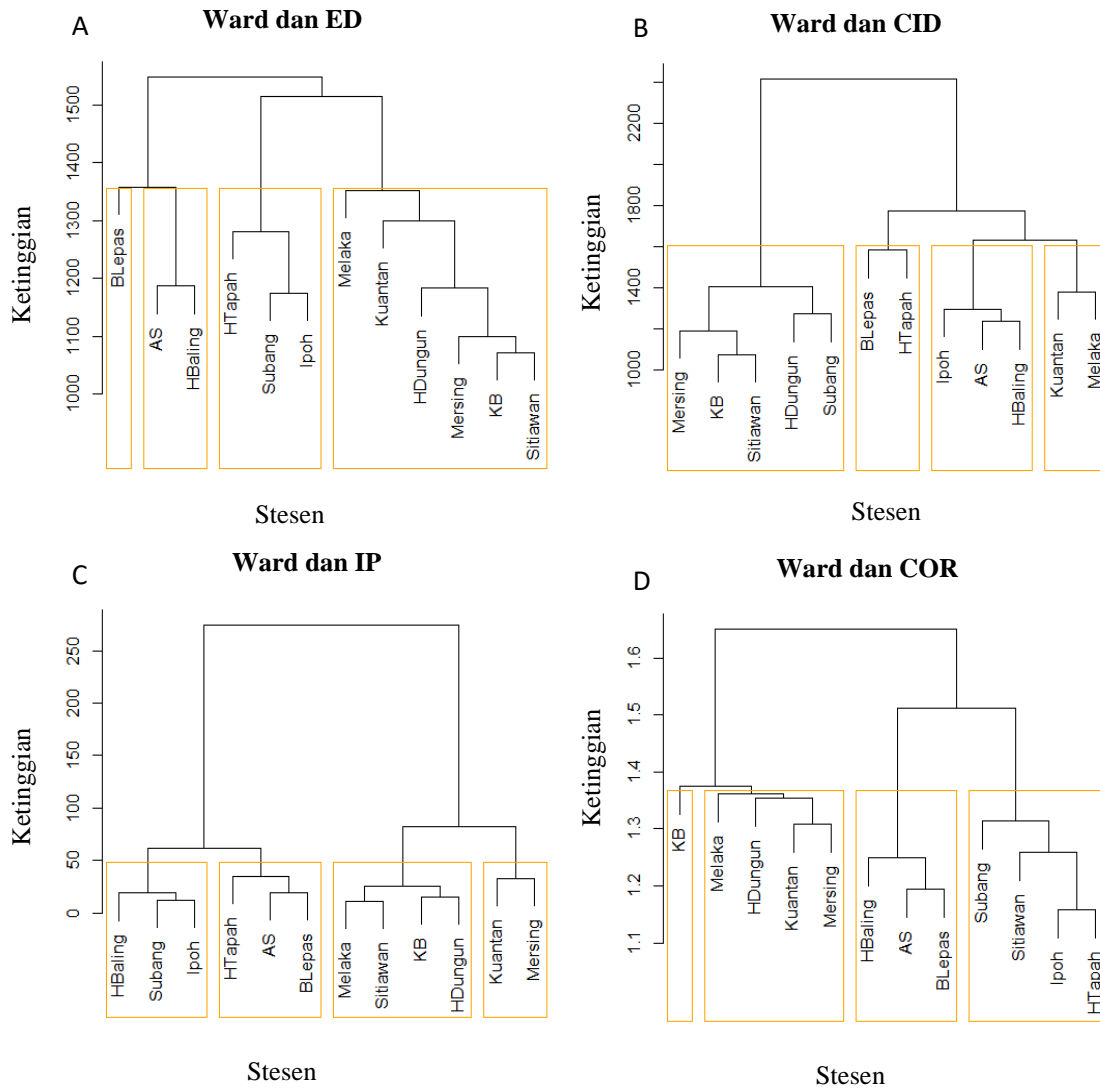 A
Ward dan ED
Ketinggian
1500
1400
1300
1200
1100
1000
BLepas
AS
HBaling
HTapah
Subang
Ipoh
Melaka
Kuantan
HDungun
Mersing
KB
Sitiawan
Stesen
B
Ward dan CID
Ketinggian
2200
1800
1400
1000
Mersing
KB
Sitiawan
HDungun
Subang
BLepas
HTapah
Ipoh
AS
HBaling
Kuantan
Melaka
Stesen
C
Ward dan IP
Ketinggian
250
200
150
100
50
0
HBaling
Subang
Ipoh
HTapah
AS
BLepas
Melaka
Sitiawan
KB
HDungun
Kuantan
Mersing
Stesen
D
Ward dan COR
Ketinggian
1.6
1.5
1.4
1.3
1.2
1.1
KB
Melaka
HDungun
Kuantan
Mersing
HBaling
AS
BLepas
Subang
Sitiawan
Ipoh
HTapah
Stesen